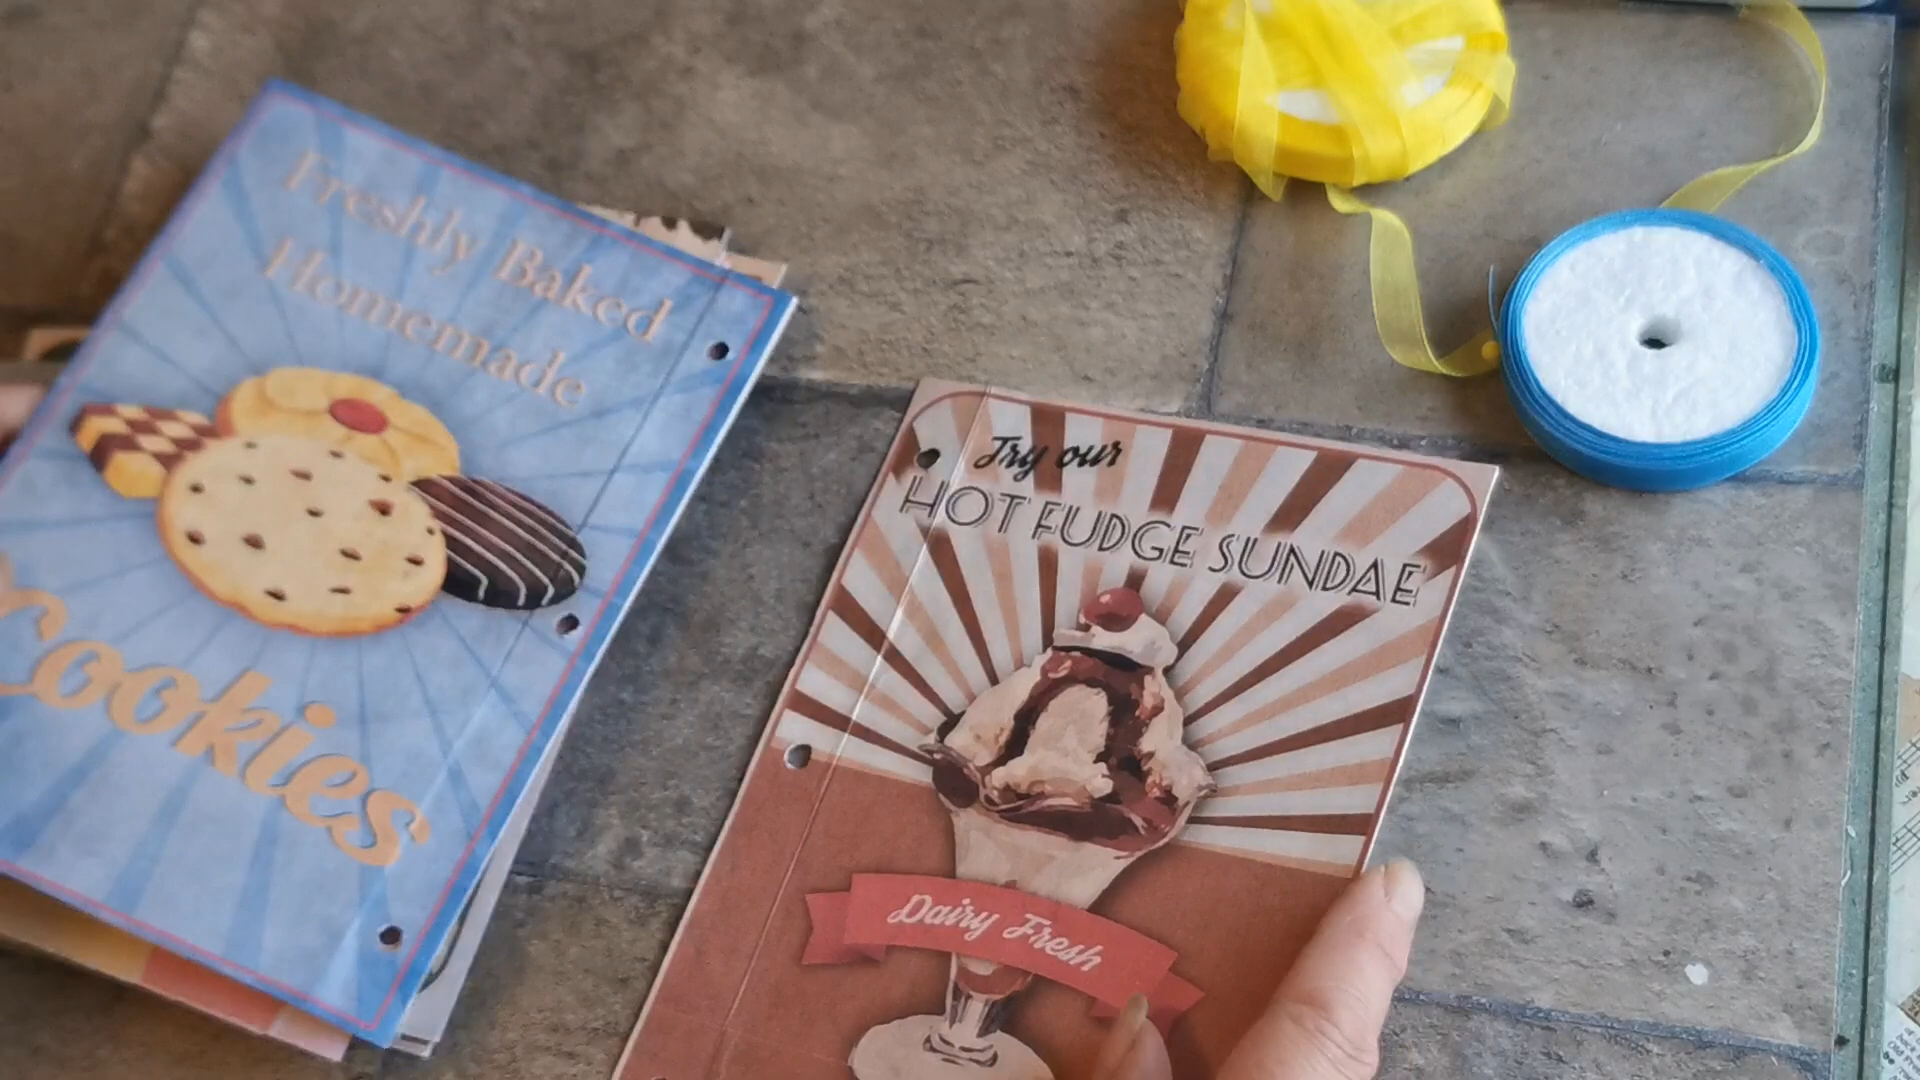 Freshly Baked
Homemade
Cookies
Try our
HOT FUDGE SUNDAE
Dairy Fresh